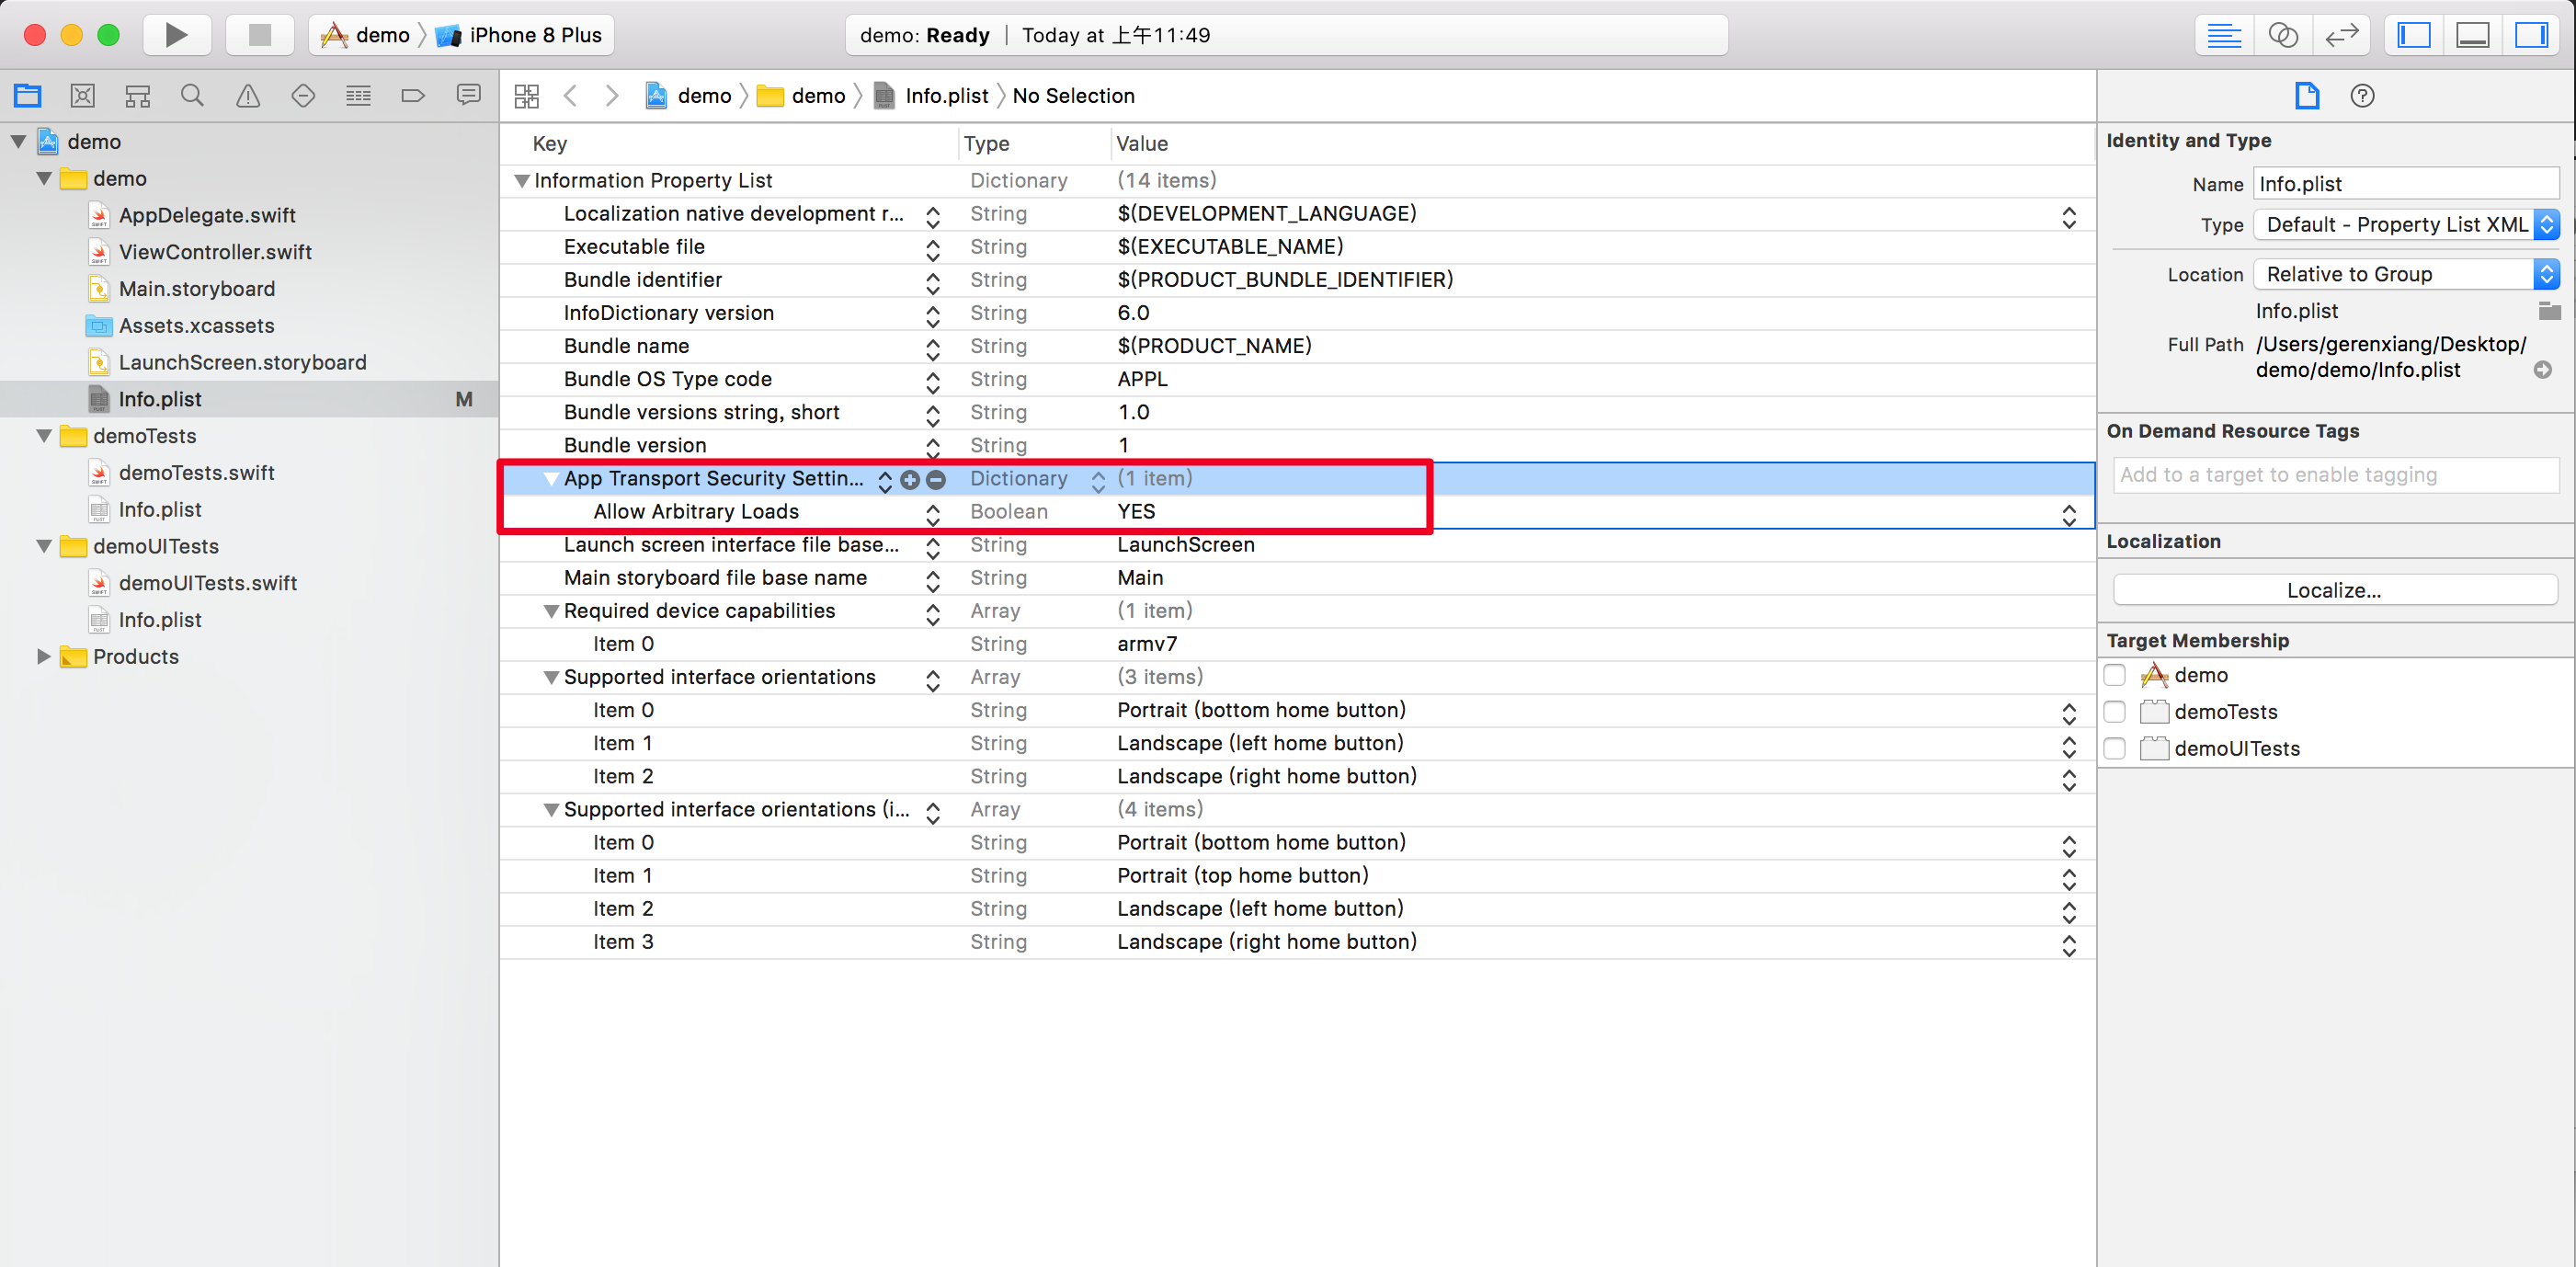 demo 〉 iPhone 8 Plus
demo: Ready | Today at 上午11:49
demo 〉 demo 〉 Info.plist 〉 No Selection
demo
demo
AppDelegate.swift
ViewController.swift
Main.storyboard
Assets.xcassets
LaunchScreen.storyboard
Info.plist M
demoTests
demoTests.swift
Info.plist
demoUITests
demoUITests.swift
Info.plist
Products
Key Type Value
Information Property List Dictionary (14 items)
Localization native development r... String $(DEVELOPMENT_LANGUAGE)
Executable file String $(EXECUTABLE_NAME)
Bundle identifier String $(PRODUCT_BUNDLE_IDENTIFIER)
InfoDictionary version String 6.0
Bundle name String $(PRODUCT_NAME)
Bundle OS Type code String APPL
Bundle versions string, short String 1.0
Bundle version String 1
App Transport Security Settin... Dictionary (1 item)
Allow Arbitrary Loads Boolean YES
Launch screen interface file base... String LaunchScreen
Main storyboard file base name String Main
Required device capabilities Array (1 item)
Item 0 String armv7
Supported interface orientations Array (3 items)
Item 0 String Portrait (bottom home button)
Item 1 String Landscape (left home button)
Item 2 String Landscape (right home button)
Supported interface orientations (i... Array (4 items)
Item 0 String Portrait (bottom home button)
Item 1 String Portrait (top home button)
Item 2 String Landscape (left home button)
Item 3 String Landscape (right home button)
Identity and Type
Name Info.plist
Type Default - Property List XML
Location Relative to Group
Info.plist
Full Path /Users/gerenxiang/Desktop/
demo/demo/Info.plist
On Demand Resource Tags
Add to a target to enable tagging
Localization
Localize...
Target Membership
demo
demoTests
demoUITests